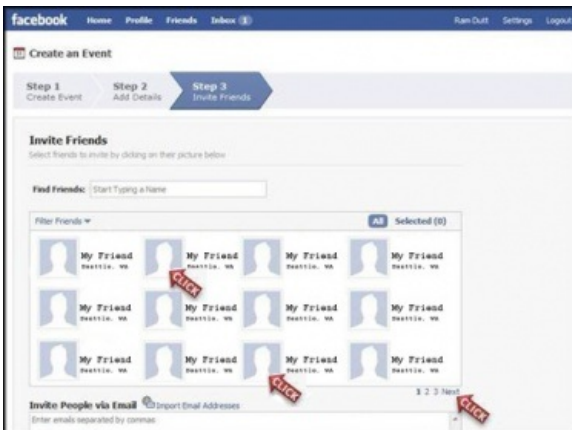 facebook Home Profile Friends Inbox 1 Ram Dutt Settings Logout
Create an Event
Step 1 Step 2 Step 3
Create Event Add Details Invite Friends
Invite Friends
Select friends to invite by clicking on their picture below
Find Friends: Start Typing a Name
Filter Friends All Selected (0)
My Friend My Friend My Friend My Friend
Seattle, WA Seattle, WA Seattle, WA Seattle, WA
CLICK
My Friend My Friend My Friend My Friend
Seattle, WA Seattle, WA Seattle, WA Seattle, WA
My Friend My Friend My Friend My Friend
Seattle, WA Seattle, WA Seattle, WA Seattle, WA
CLICK
1 2 3 Next
CLICK
Invite People via Email Import Email Addresses
Enter emails separated by commas